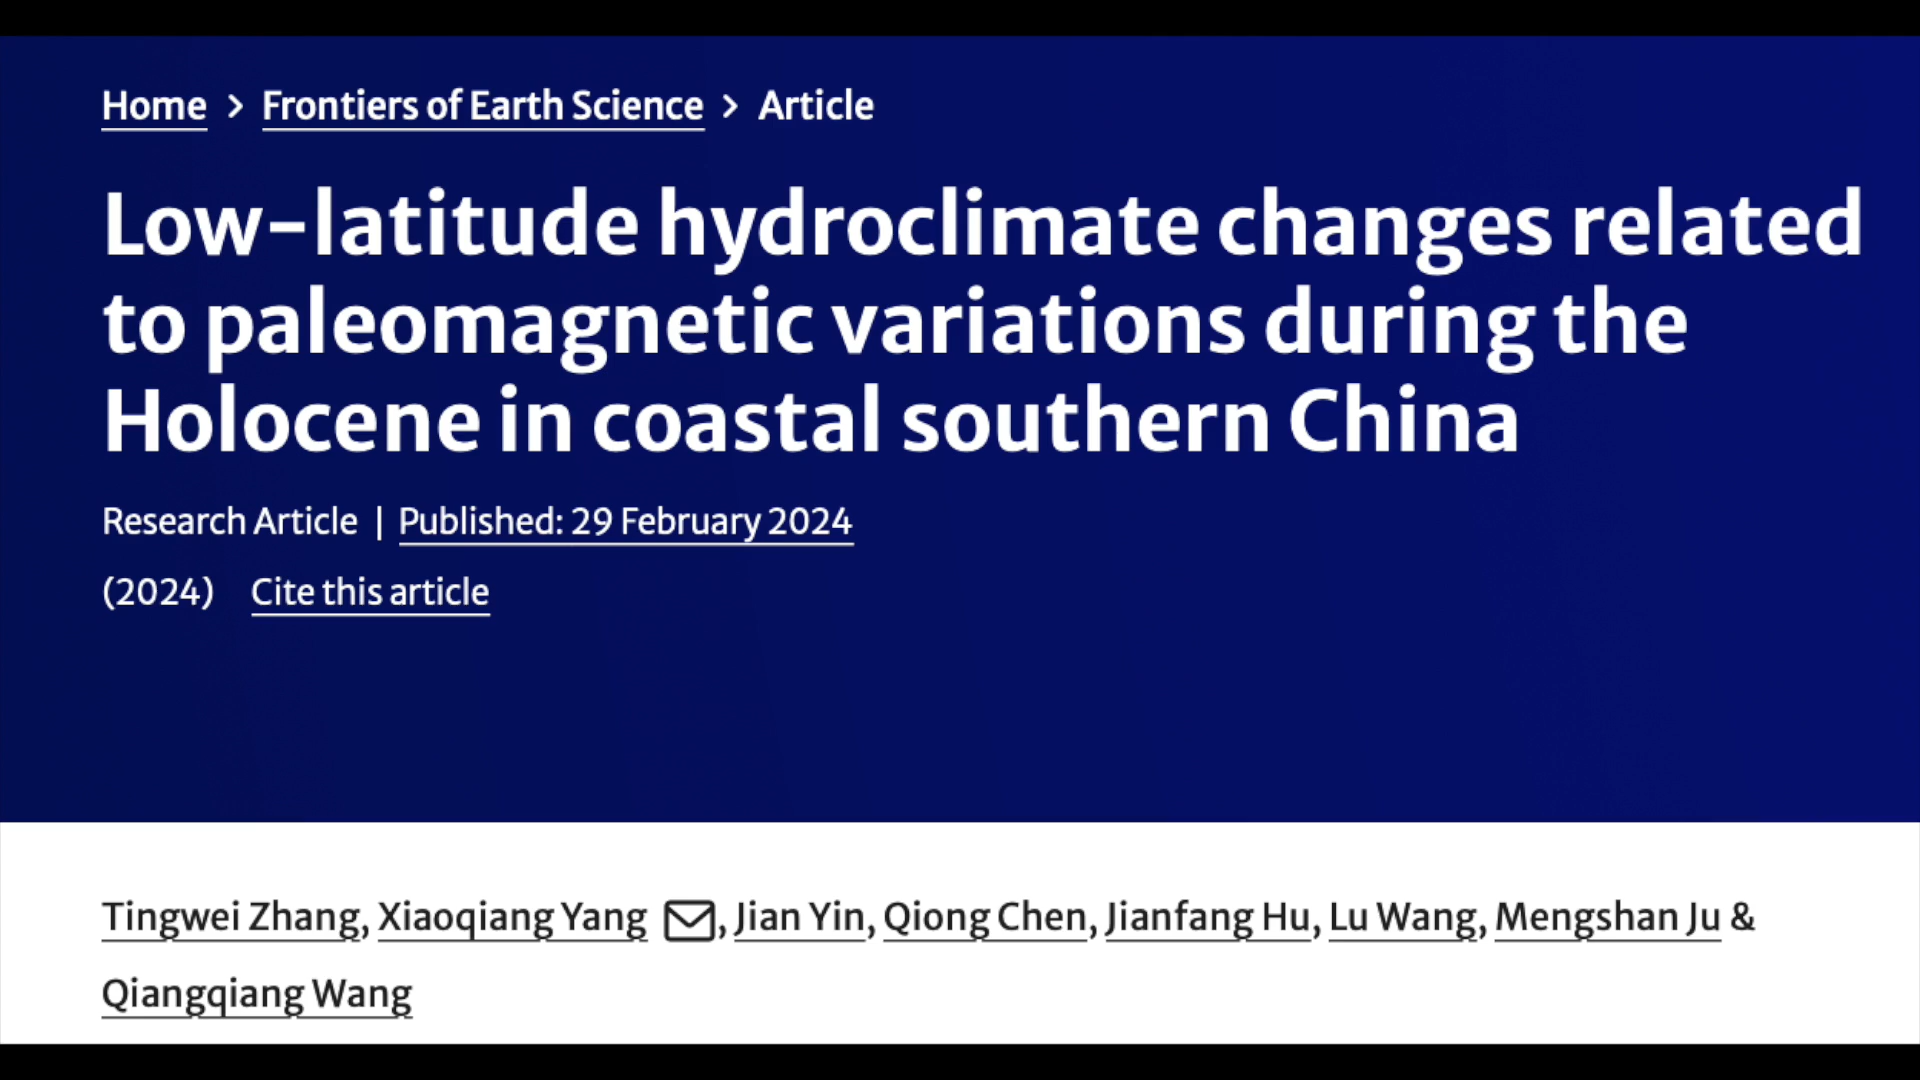 Home > Frontiers of Earth Science > Article
Low-latitude hydroclimate changes related
to paleomagnetic variations during the
Holocene in coastal southern China
Research Article | Published: 29 February 2024
(2024) Cite this article
Tingwei Zhang, Xiaoqiang Yang, Jian Yin, Qiong Chen, Jianfang Hu, Lu Wang, Mengshan Ju &
Qiangqiang Wang